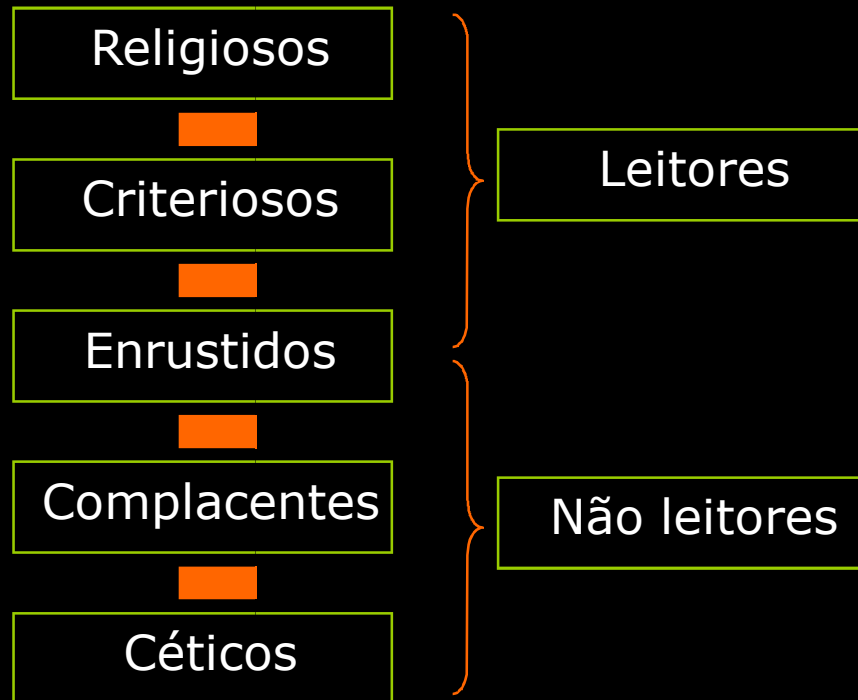 Religiosos
Criteriosos
Leitores
Enrustidos
Complacentes
Não leitores
Céticos